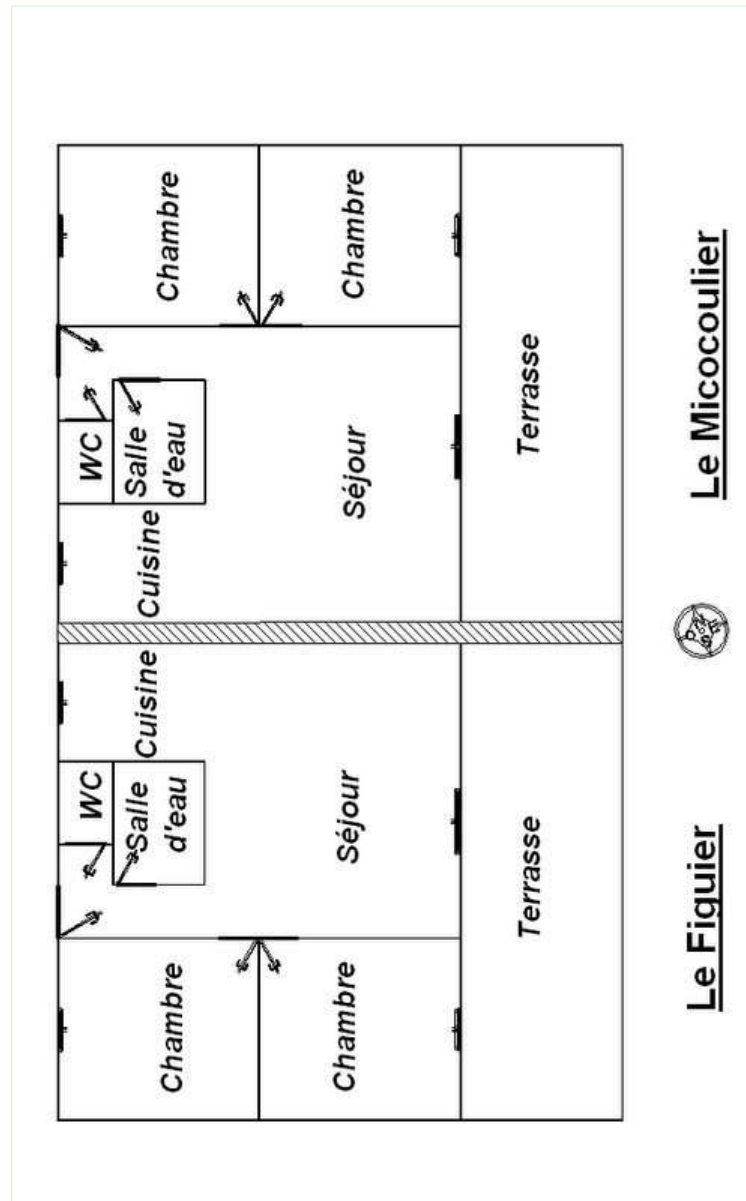 WC
WC
Chambre
Salle
d'eau
Cuisine
Cuisine
Salle
d'eau
Chambre
Chambre
Séjour
Séjour
Chambre
Terrasse
Terrasse
Le Figuier
Le Micocoulier